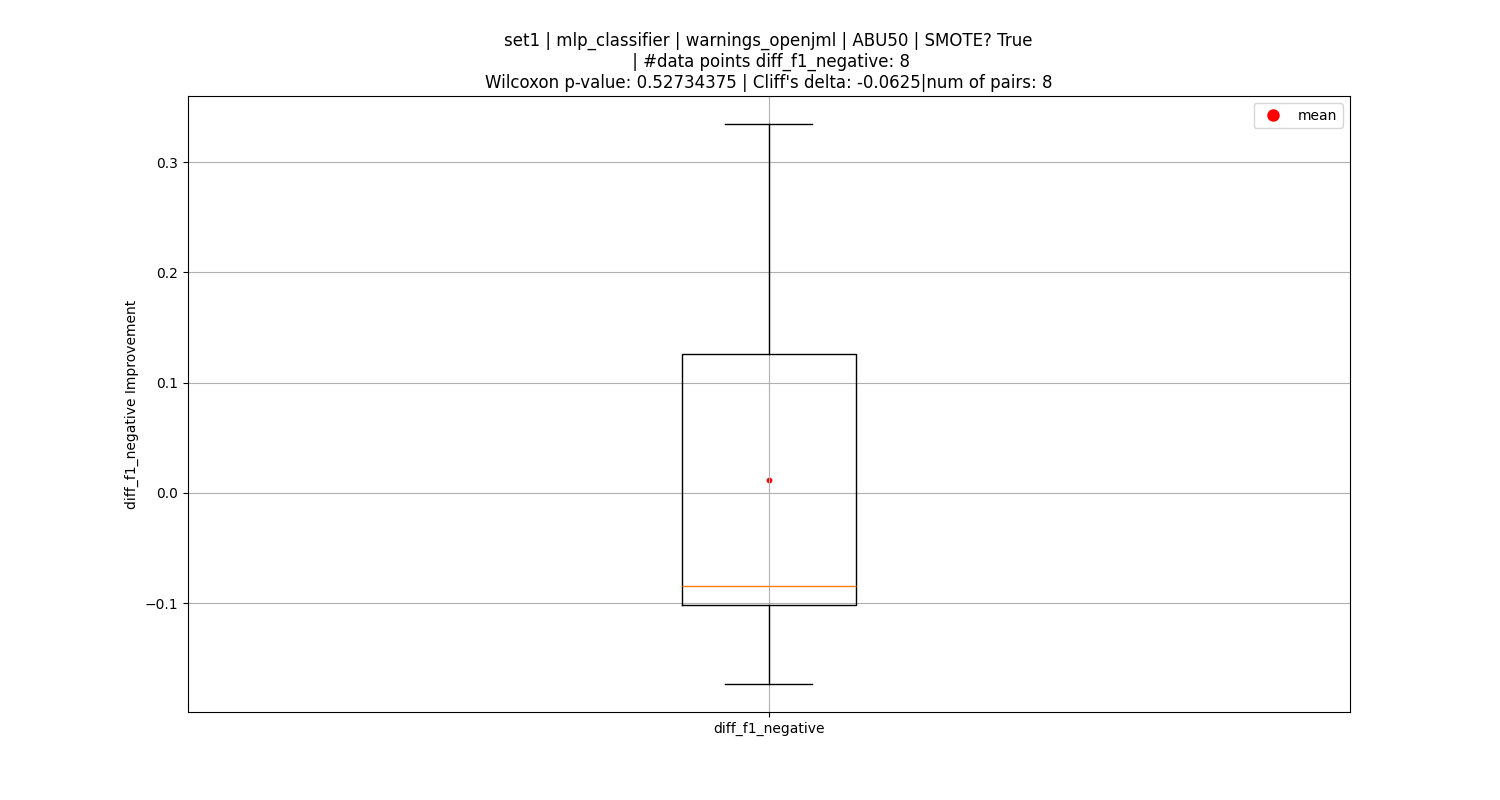 set1 | mlp_classifier | warnings_openjml | ABU50 | SMOTE? True
| #data points diff_f1_negative: 8
Wilcoxon p-value: 0.52734375 | Cliff's delta: -0.0625|num of pairs: 8
mean
0.3
0.2
0.1
0.0
−0.1
diff_f1_negative Improvement
diff_f1_negative